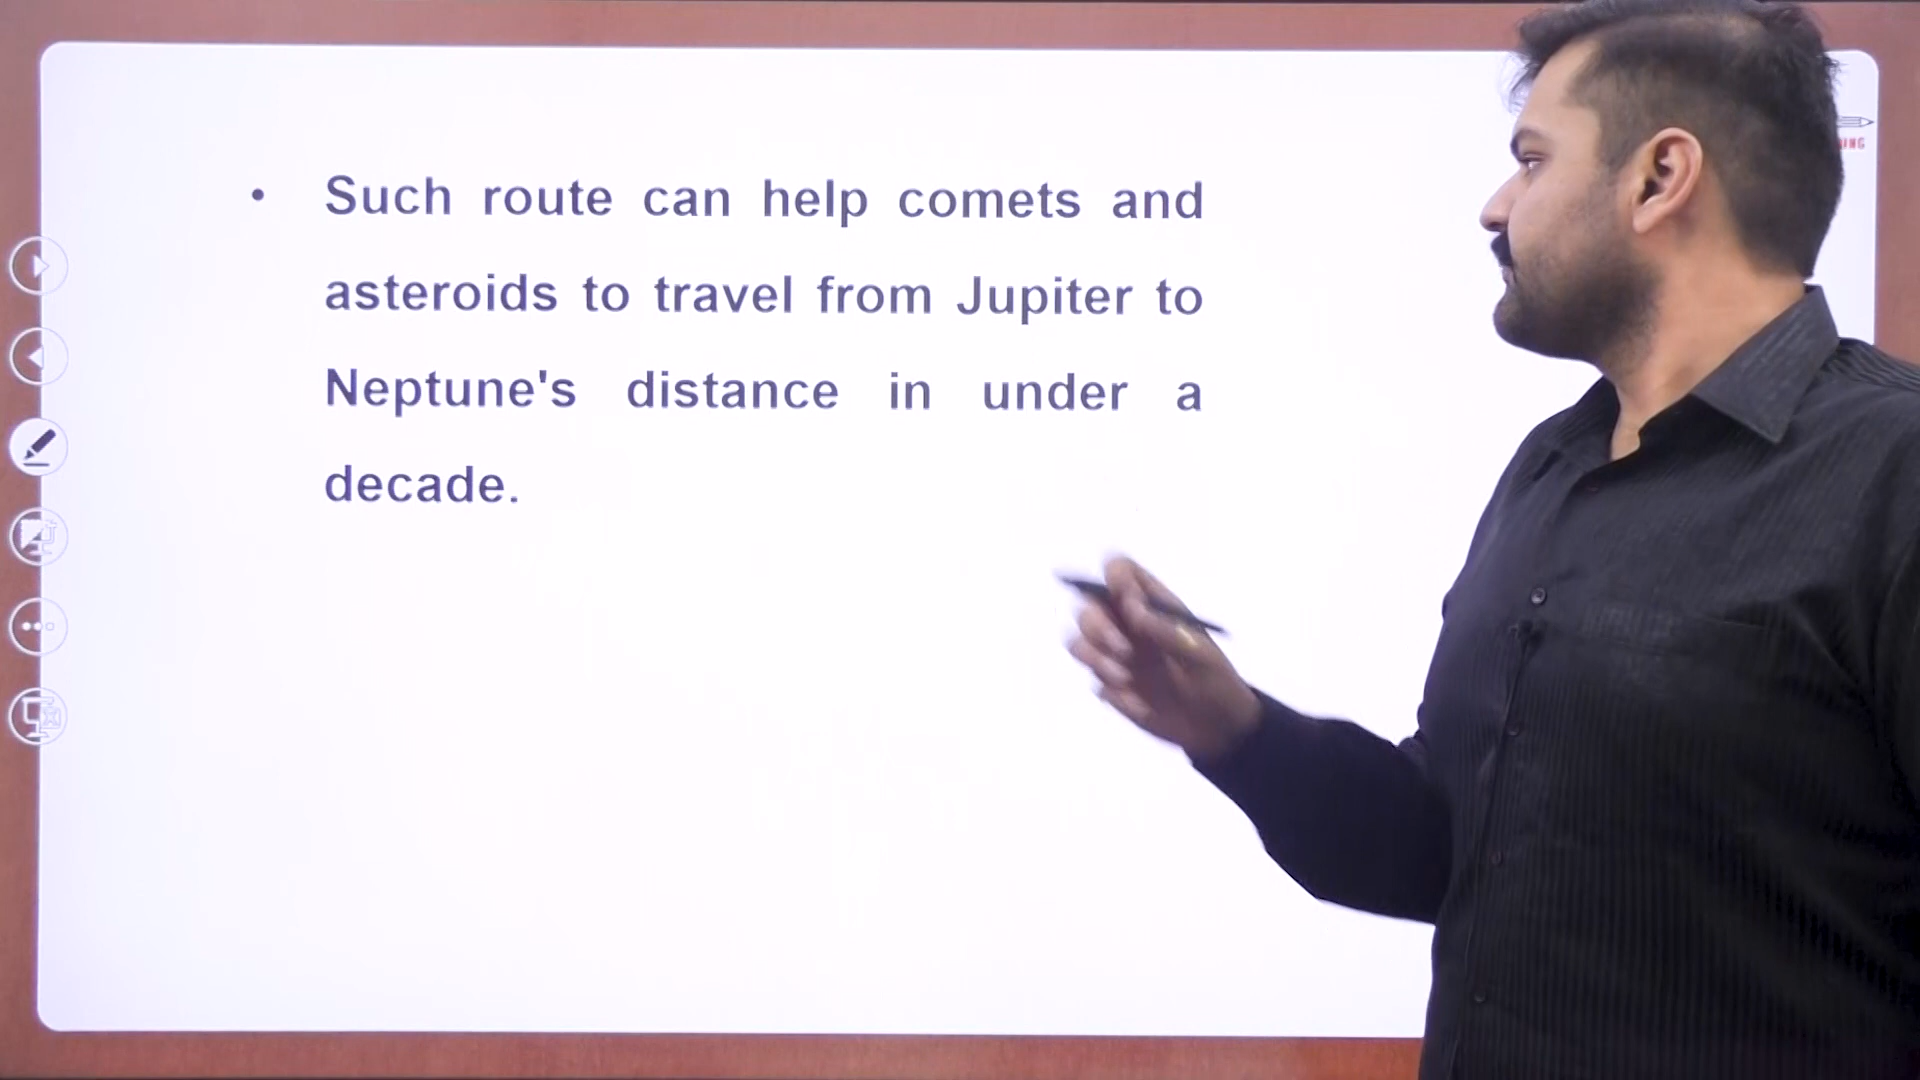 • Such route can help comets and
asteroids to travel from Jupiter to
Neptune's distance in under a
decade.